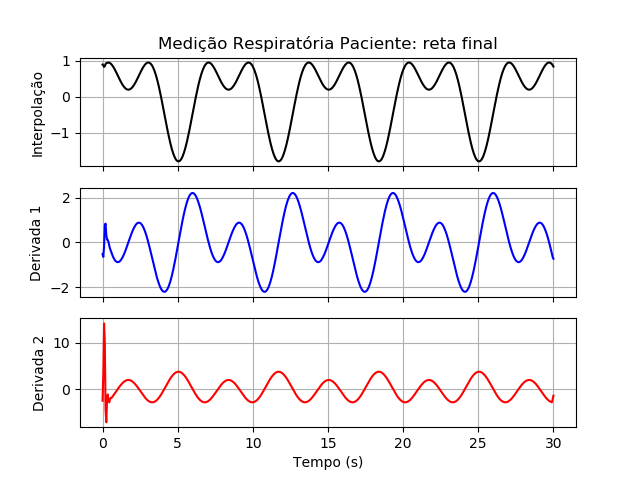 Medição Respiratória Paciente: reta final
Interpolação
1
0
−1
Derivada 1
2
0
−2
Derivada 2
10
0
0 5 10 15 20 25 30
Tempo (s)